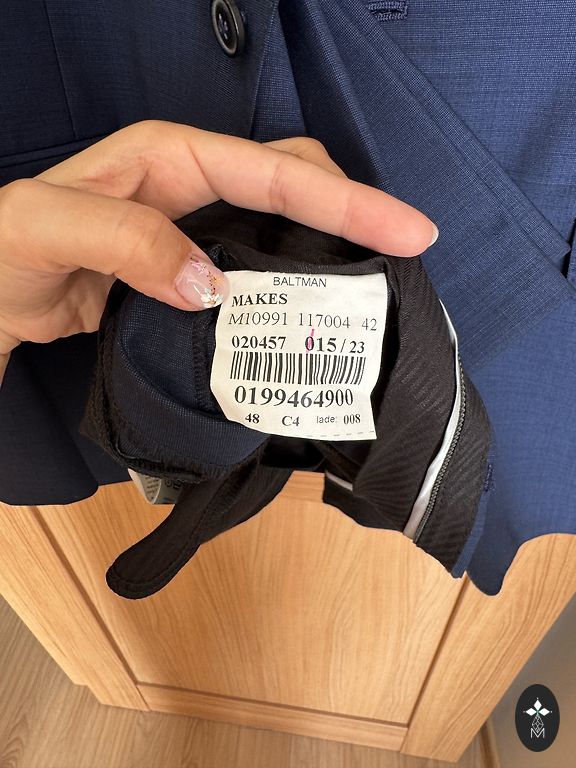 BALTMAN
MAKES
M10991 117004 42
020457 015/23
0199464900
48 C4 lade: 008
M